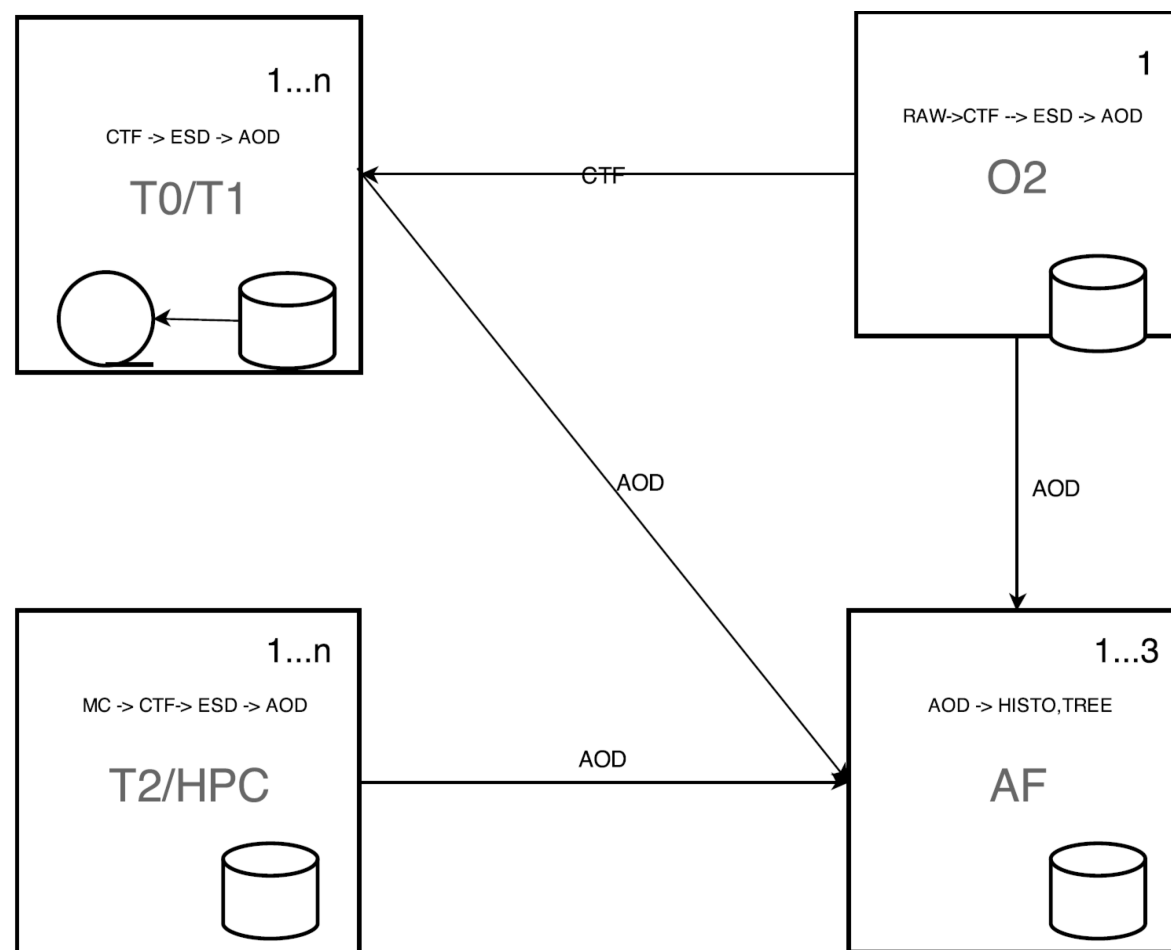 1...n
CTF -> ESD -> AOD
T0/T1
1
RAW->CTF --> ESD -> AOD
O2
CTF
AOD
AOD
1...n
MC -> CTF-> ESD -> AOD
T2/HPC
AOD
1...3
AOD -> HISTO,TREE
AF